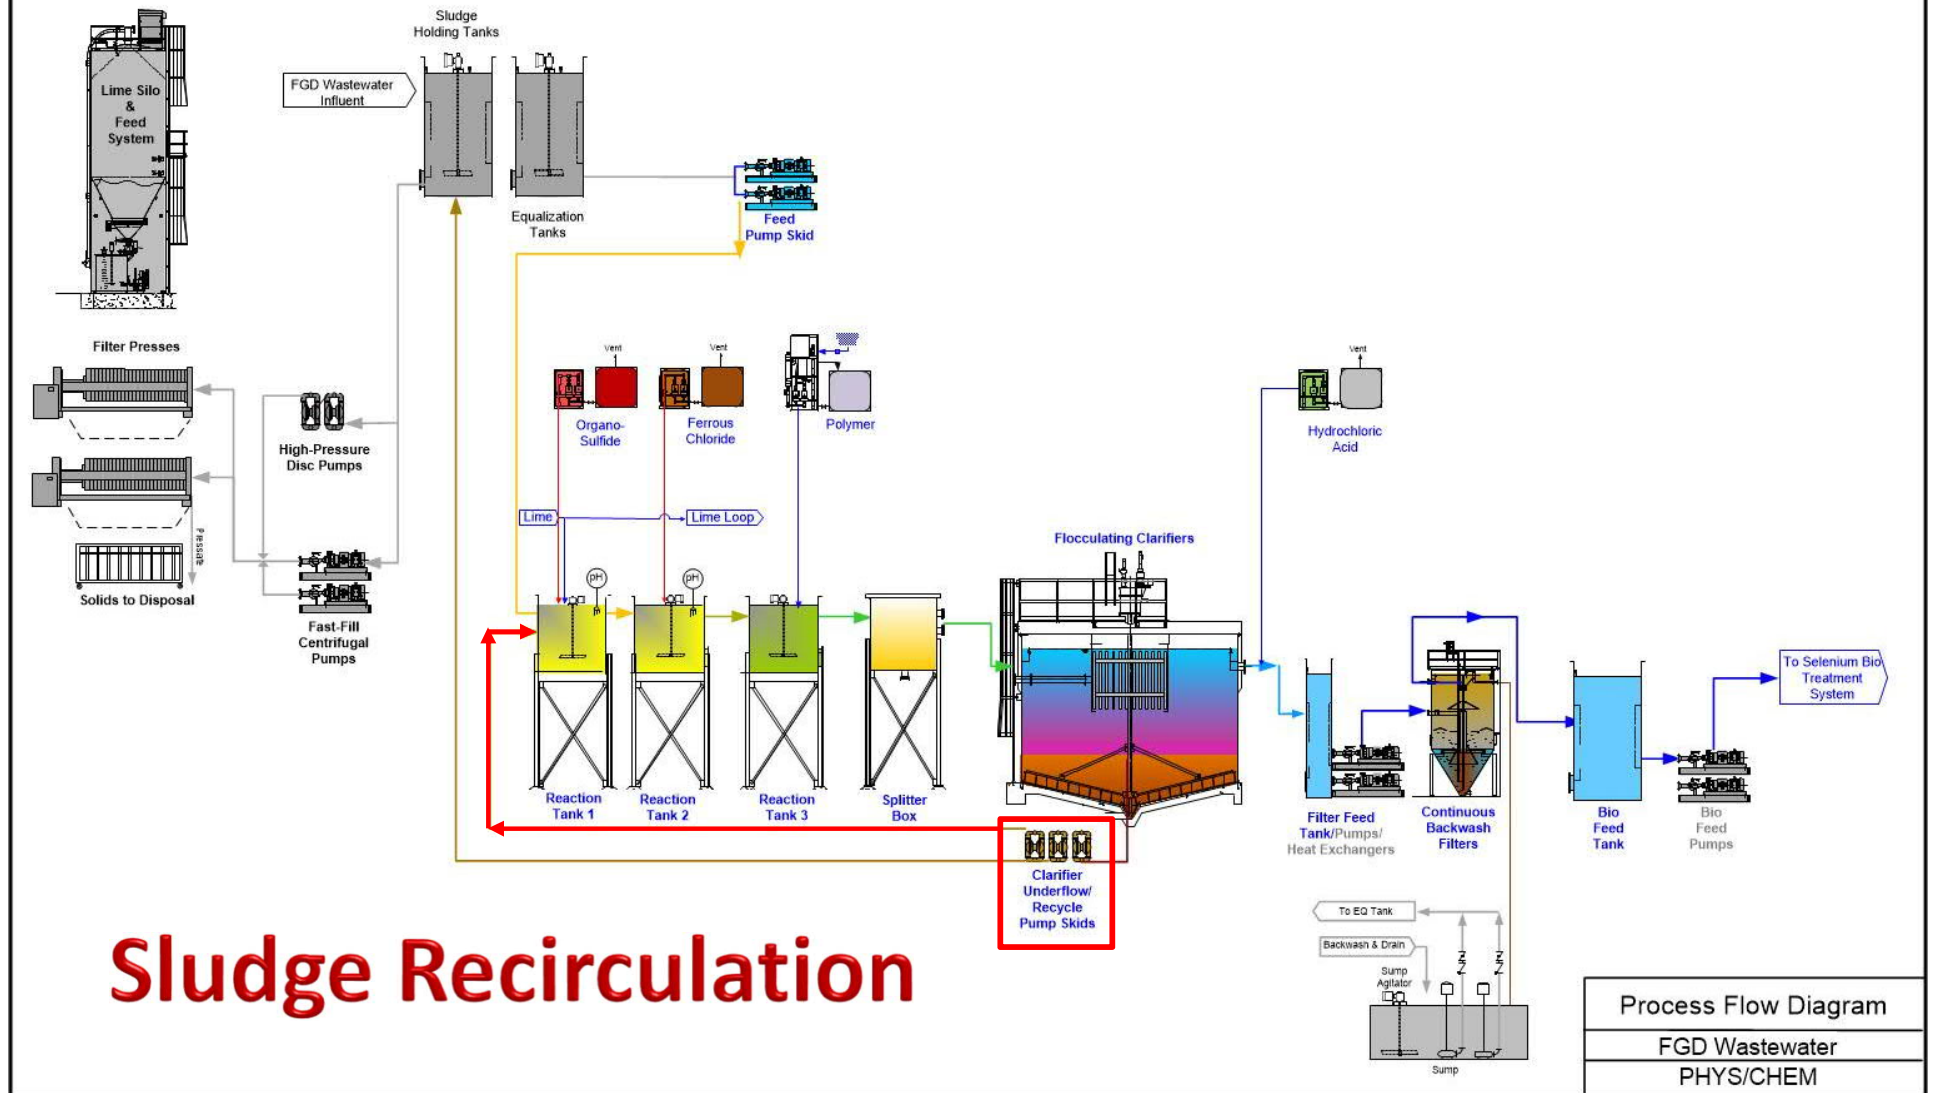 Sludge
Holding Tanks
FGD Wastewater
Influent
Lime Silo
&
Feed
System
Equalization
Tanks
Feed
Pump Skid
Filter Presses
High-Pressure
Disc Pumps
Pressate
Solids to Disposal
Fast-Fill
Centrifugal
Pumps
Vent
Organo-
Sulfide
Vent
Ferrous
Chloride
Polymer
Vent
Hydrochloric
Acid
Lime
Lime Loop
pH
pH
Flocculating Clarifiers
Reaction
Tank 1
Reaction
Tank 2
Reaction
Tank 3
Splitter
Box
Clarifier
Underflow/
Recycle
Pump Skids
Filter Feed
Tank/Pumps/
Heat Exchangers
Continuous
Backwash
Filters
Bio
Feed
Tank
Bio
Feed
Pumps
To Selenium Bio
Treatment
System
To EQ Tank
Backwash & Drain
Sump
Agitator
Sump
Sludge Recirculation
Process Flow Diagram
FGD Wastewater
PHYS/CHEM